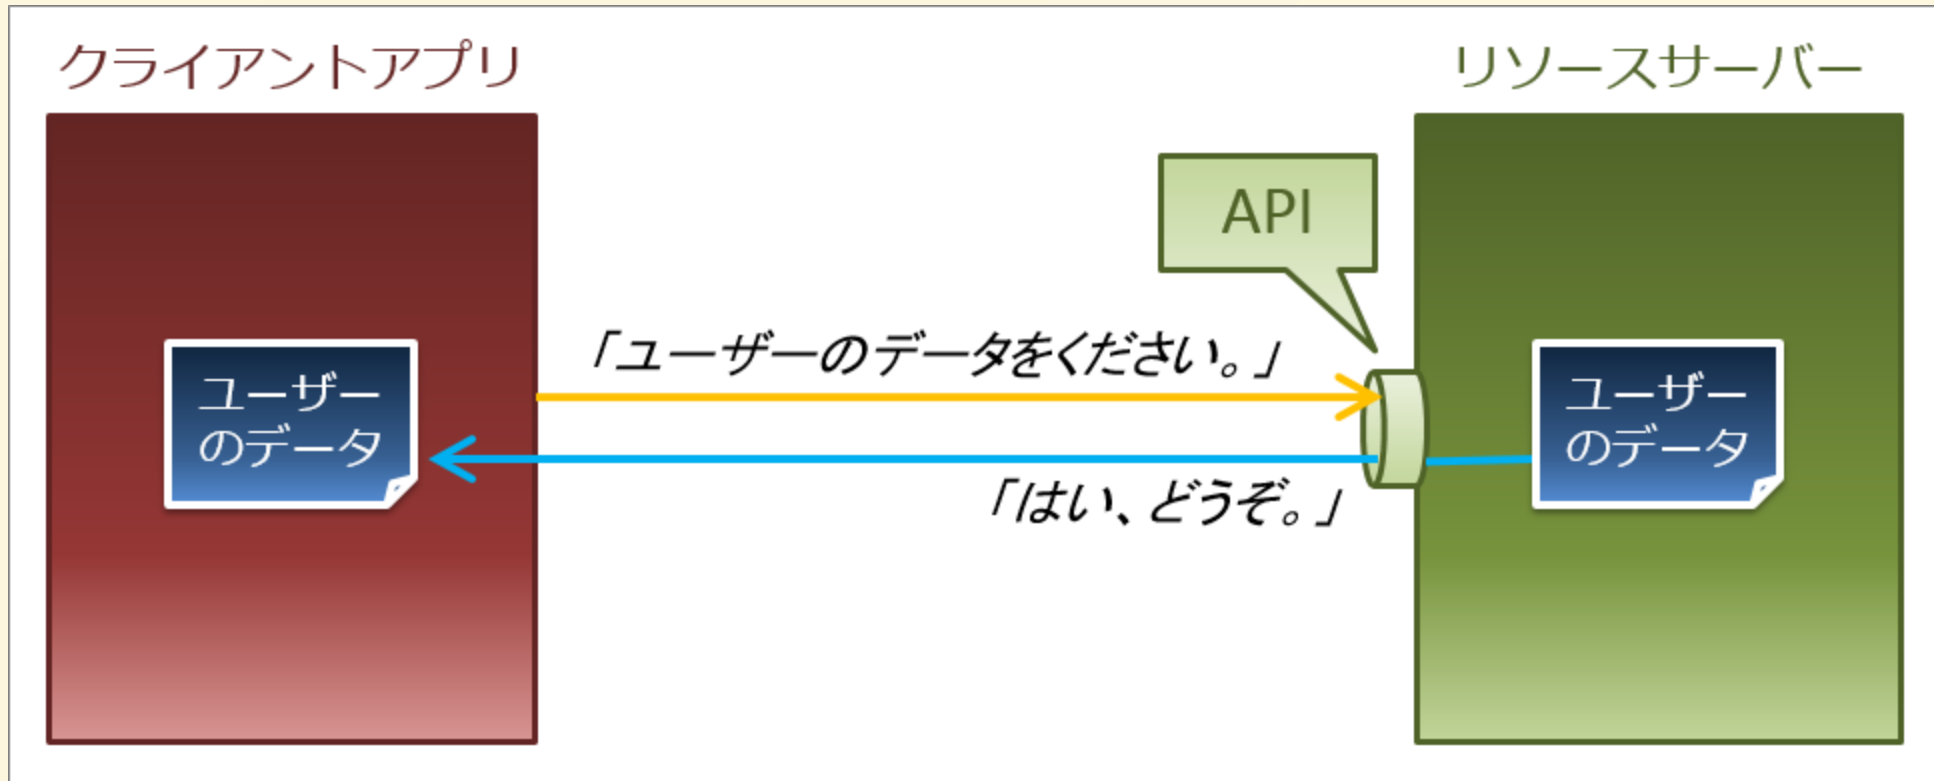 クライアントアプリ
リソースサーバー
API
「ユーザーのデータをください。」
ユーザー
のデータ
ユーザー
のデータ
「はい、どうぞ。」